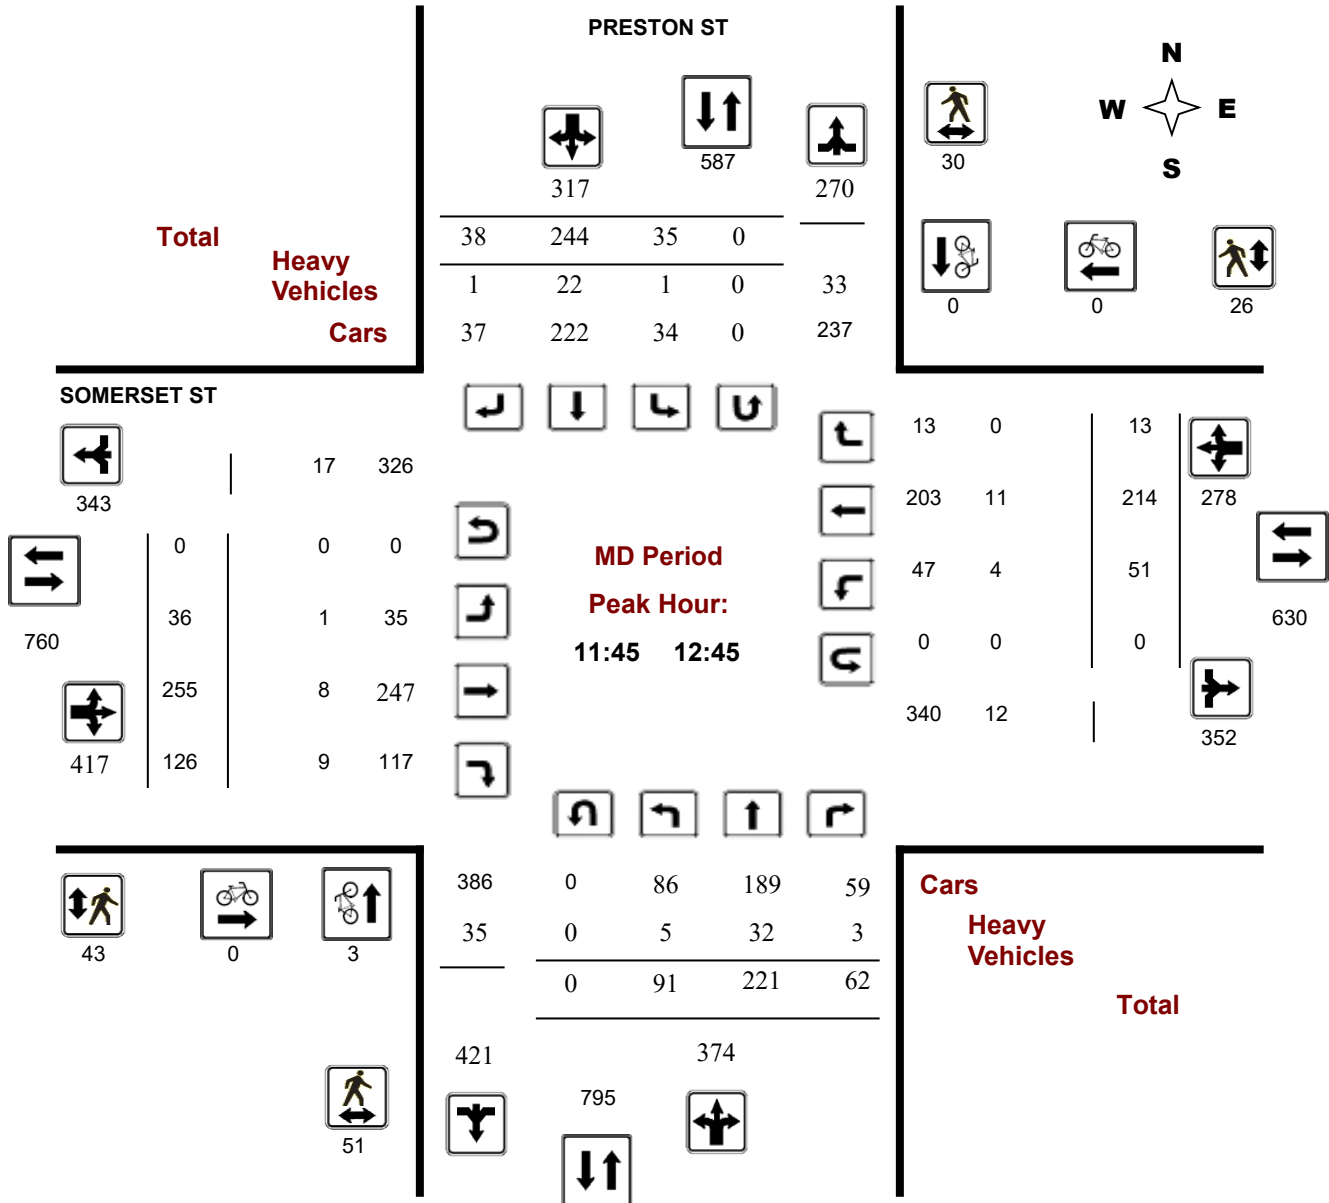 PRESTON ST
N
W E
S
587
30
317
270
Total
38 244 35 0
Heavy
Vehicles
1 22 1 0 33
Cars
37 222 34 0 237
0 0 26
SOMERSET ST
13 0 13
17 326
343
203 11 214 278
0 0 0
MD Period
47 4 51
36 1 35
Peak Hour:
630
760
11:45 12:45
0 0 0
255 8 247
340 12
352
417 126 9 117
386 0 86 189 59
Cars
35 0 5 32 3
Heavy
Vehicles
43 0 3
0 91 221 62
Total
421 374
795
51